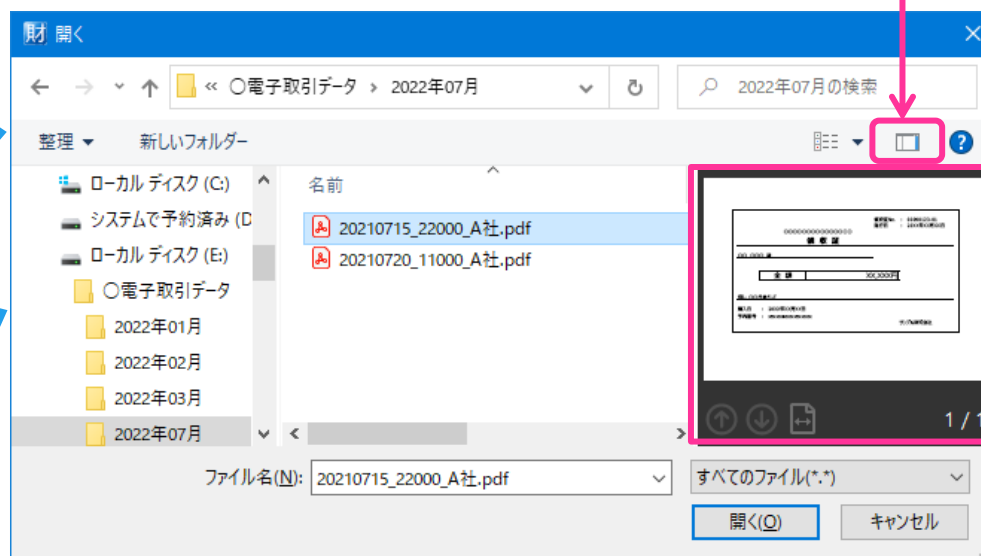 財 開く
« 〇電子取引データ › 2022年07月
2022年07月の検索
整理
新しいフォルダー
ローカル ディスク (C:)
システムで予約済み (D
ローカル ディスク (E:)
〇電子取引データ
2022年01月
2022年02月
2022年03月
2022年07月
名前
20210715_22000_A社.pdf
20210720_11000_A社.pdf
領 収 証
金 額
XX,XXX円
1 / 1
ファイル名(N):
20210715_22000_A社.pdf
すべてのファイル(*.*)
開く(O)
キャンセル